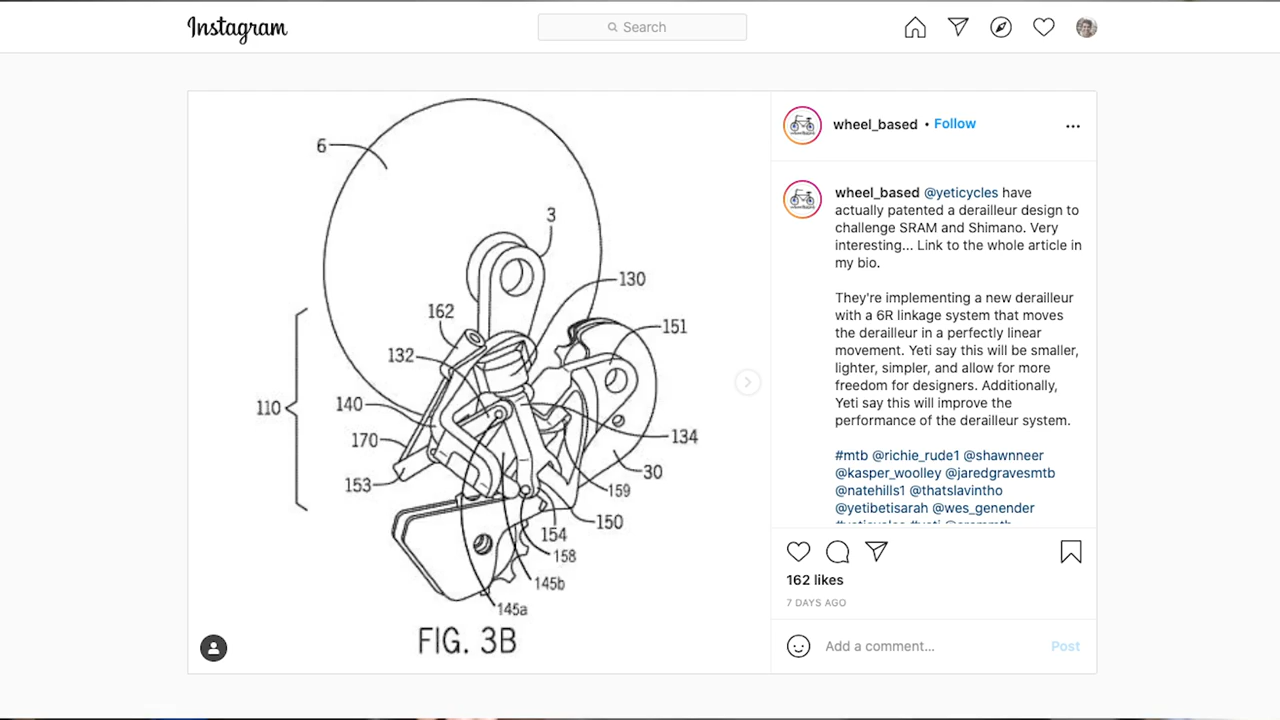 Instagram
Search
6
3
130
162
151
132
110
140
170
134
153
30
159
150
154
158
145b
145a
FIG. 3B
wheel_based • Follow
wheel_based @yeticycles have
actually patented a derailleur design to
challenge SRAM and Shimano. Very
interesting... Link to the whole article in
my bio.
They're implementing a new derailleur
with a 6R linkage system that moves
the derailleur in a perfectly linear
movement. Yeti say this will be smaller,
lighter, simpler, and allow for more
freedom for designers. Additionally,
Yeti say this will improve the
performance of the derailleur system.
#mtb @richie_rude1 @shawnneer
@kasper_woolley @jaredgravesmtb
@natehills1 @thatslavintho
@yetibetisarah @wes_genender
162 likes
7 DAYS AGO
Add a comment...
Post